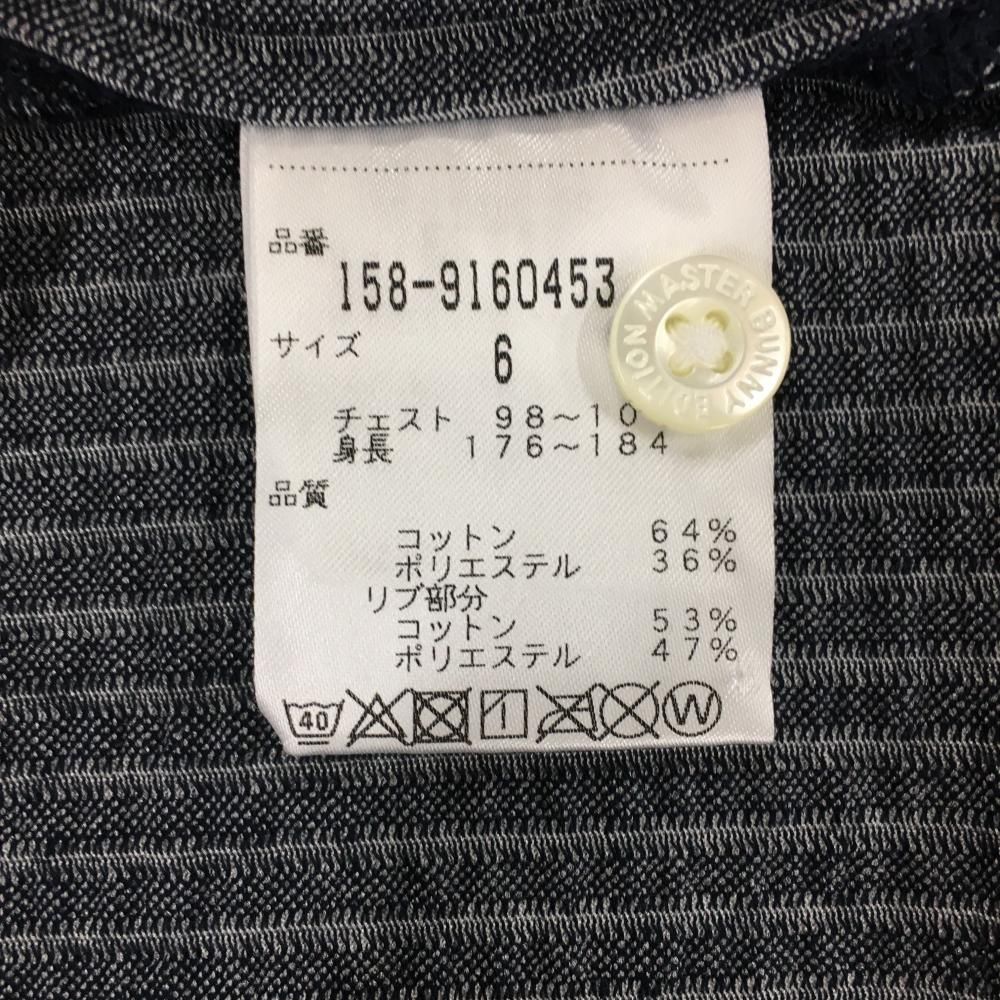 品番
158-9160453
サイズ 6
チェスト 98～10
身長 176～184
品質
コットン 64%
ポリエステル 36%
リブ部分
コットン 53%
ポリエステル 47%
40 W
MASTER BUNNY EDITION